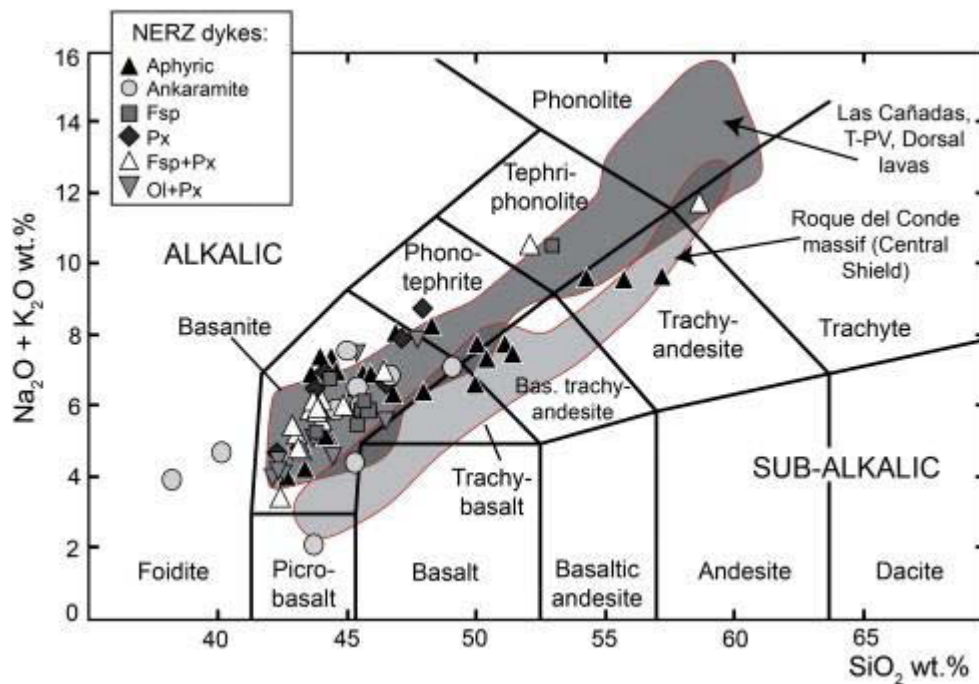 NERZ dykes:
Aphyric
Ankaramite
Fsp
Px
Fsp+Px
Ol+Px
16
14
12
10
8
6
4
2
0
Na2O + K2O wt.%
Phonolite
Las Cañadas,
T-PV, Dorsal
lavas
Tephri-
phonolite
Roque del Conde
massif (Central
Shield)
ALKALIC
Phono-
tephrite
Basanite
Trachy-
andesite
Trachyte
Bas. trachy-
andesite
Trachy-
basalt
SUB-ALKALIC
Foidite
Picro-
basalt
Basalt
Basaltic
andesite
Andesite
Dacite
40
45
50
55
60
65
SiO2 wt.%